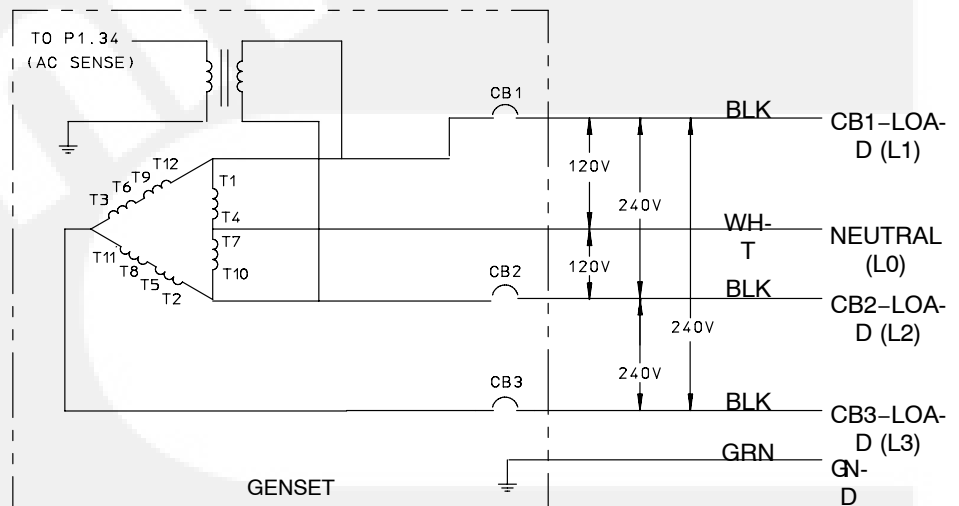 TO P1.34
(AC SENSE)
CB1
BLK
CB1–LOA-
D (L1)
T12
T9
T6
T3
T1
T4
120V
240V
WH-
T
NEUTRAL
(L0)
T7
T10
T11
T8
T5
T2
120V
CB2
BLK
CB2–LOA-
D (L2)
240V
240V
CB3
BLK
CB3–LOA-
D (L3)
GRN
GN-
D
GENSET